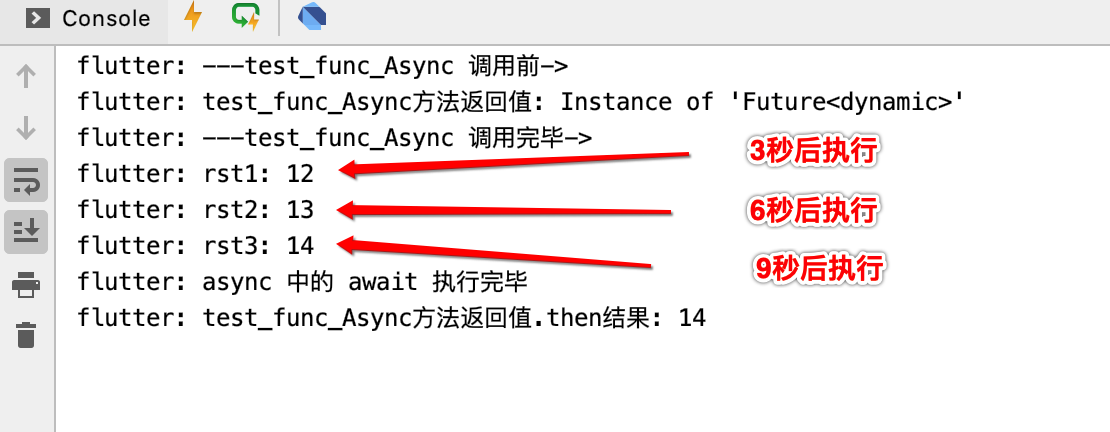 Console
flutter: ---test_func_Async 调用前->
flutter: test_func_Async方法返回值: Instance of 'Future<dynamic>'
flutter: ---test_func_Async 调用完毕->
3秒后执行
flutter: rst1: 12
flutter: rst2: 13
6秒后执行
flutter: rst3: 14
9秒后执行
flutter: async 中的 await 执行完毕
flutter: test_func_Async方法返回值.then结果: 14